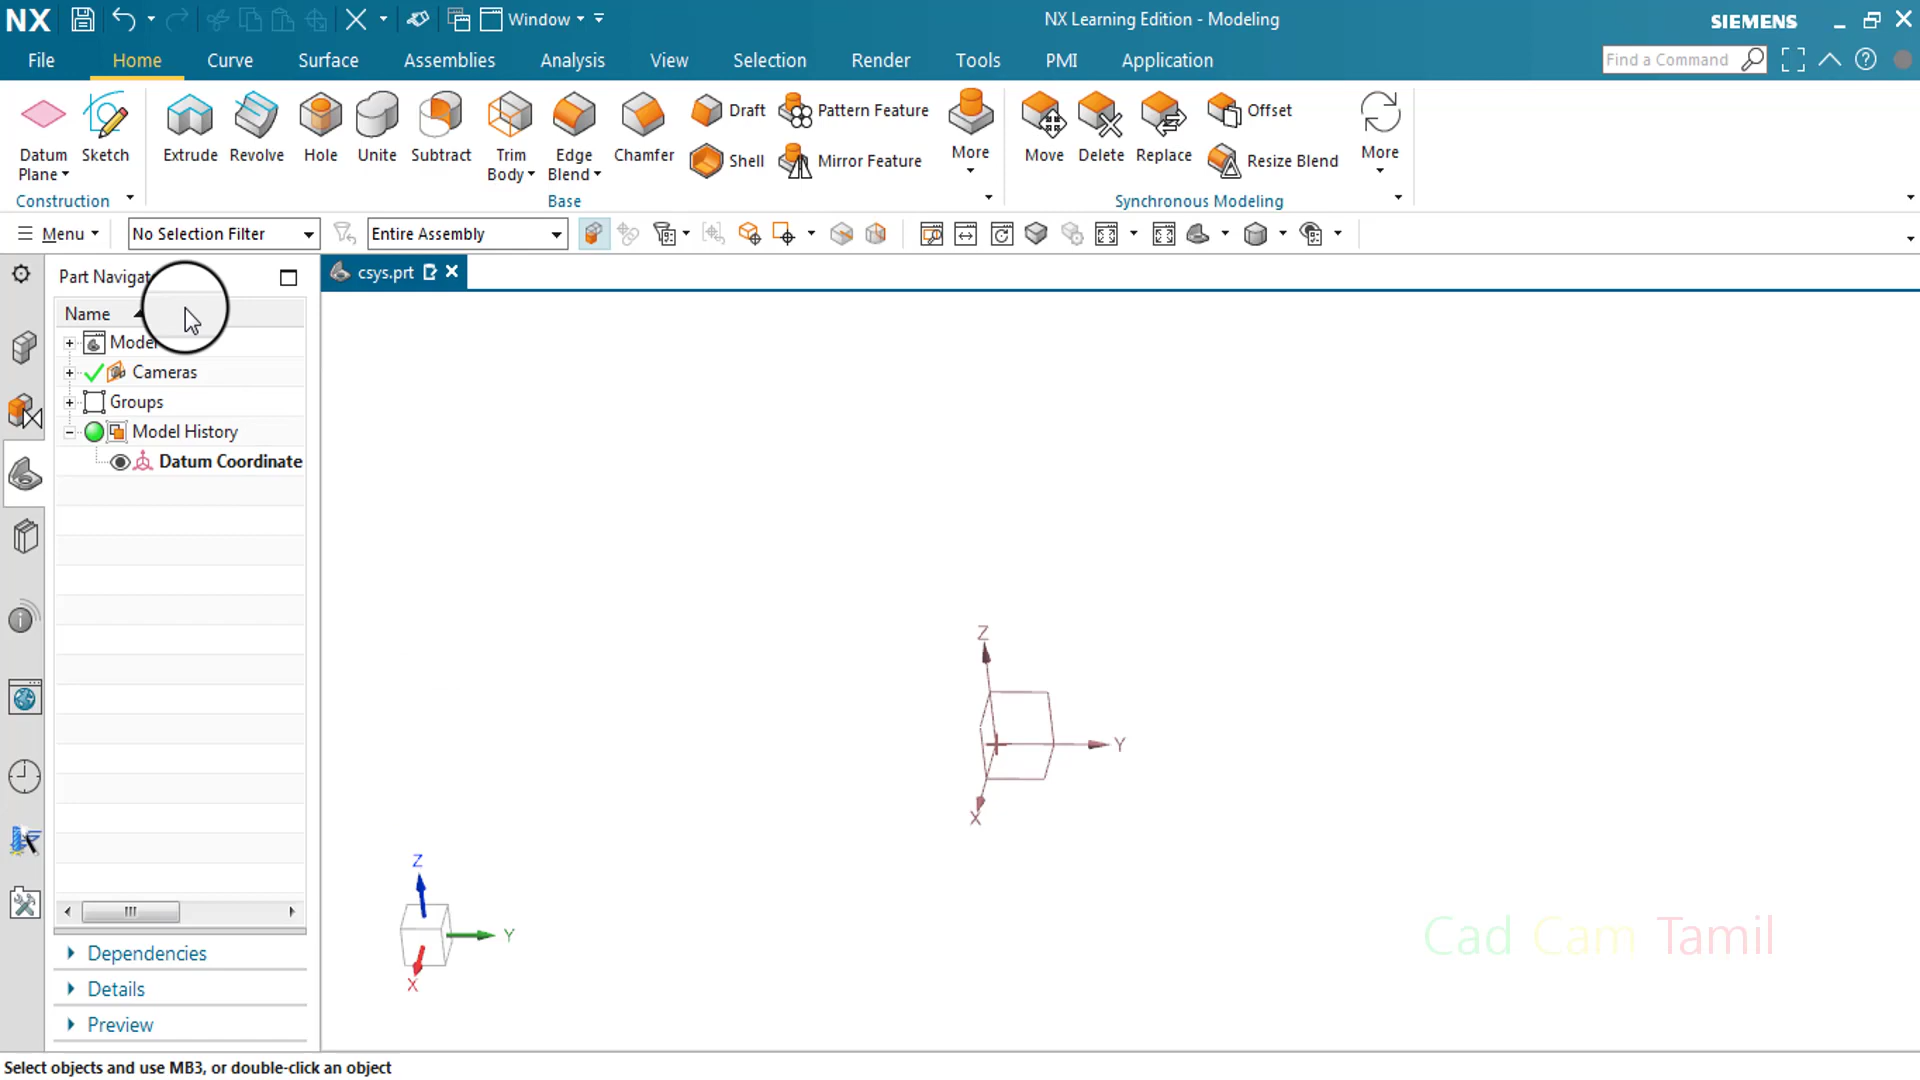 NX Window NX Learning Edition - Modeling SIEMENS
File Home Curve Surface Assemblies Analysis View Selection Render Tools PMI Application Find a Command
Datum Plane Sketch Extrude Revolve Hole Unite Subtract Trim Body Edge Blend Chamfer Draft Pattern Feature More Move Delete Replace Offset More
Shell Mirror Feature Resize Blend
Construction Base Synchronous Modeling
Menu No Selection Filter Entire Assembly
Part Navigat csys.prt
Name
Model
Cameras
Groups
Model History
Datum Coordinate
Z
Y
X
Z
Y
X
Cad Cam Tamil
Dependencies
Details
Preview
Select objects and use MB3, or double-click an object